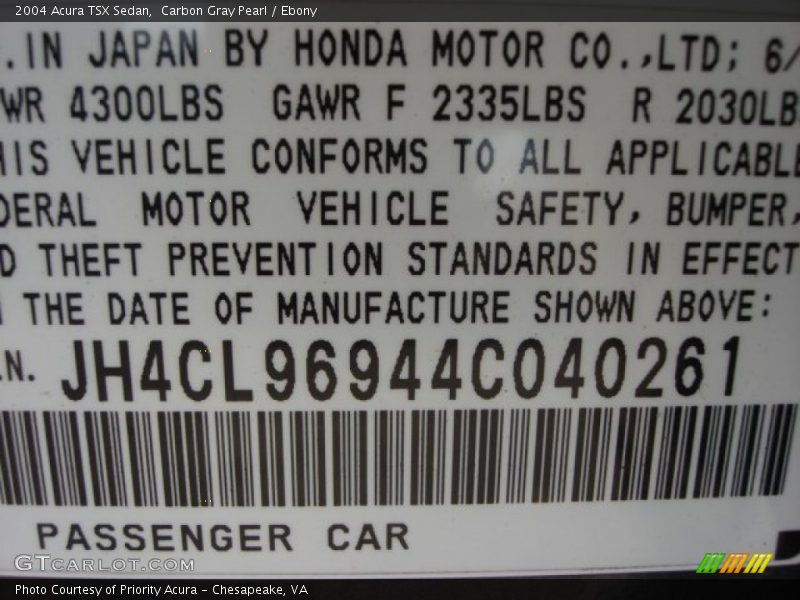 2004 Acura TSX Sedan,  Carbon Gray Pearl / Ebony
. IN JAPAN BY HONDA MOTOR CO.,LTD; 6/
WR 4300LBS GAWR F 2335LBS R 2030LB
HIS VEHICLE CONFORMS TO ALL APPLICABLE
DERAL MOTOR VEHICLE SAFETY, BUMPER,
D THEFT PREVENTION STANDARDS IN EFFECT
THE DATE OF MANUFACTURE SHOWN ABOVE:
.N. JH4CL96944C040261
PASSENGER CAR
GTCARLOT.COM
Photo Courtesy of Priority Acura - Chesapeake, VA